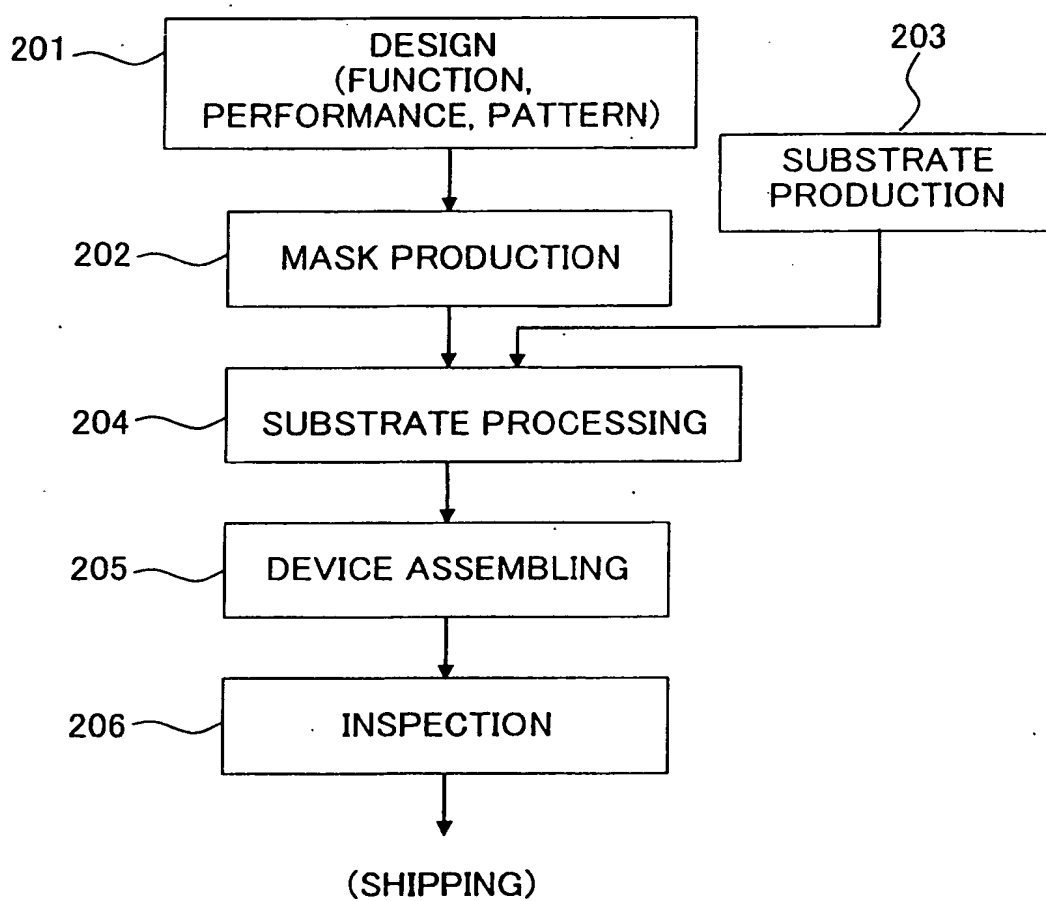 201
DESIGN
(FUNCTION,
PERFORMANCE, PATTERN)
203
SUBSTRATE
PRODUCTION
202
MASK PRODUCTION
204
SUBSTRATE PROCESSING
205
DEVICE ASSEMBLING
206
INSPECTION
(SHIPPING)